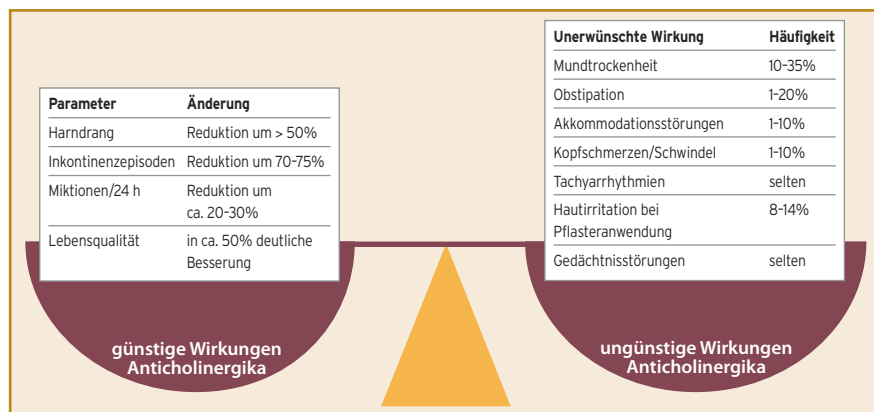 Parameter Änderung
Harndrang Reduktion um > 50%
Inkontinenzepisoden Reduktion um 70-75%
Miktionen/24 h Reduktion um
ca. 20-30%
Lebensqualität in ca. 50% deutliche
Besserung
günstige Wirkungen
Anticholinergika
Unerwünschte Wirkung Häufigkeit
Mundtrockenheit 10-35%
Obstipation 1-20%
Akkommodationsstörungen 1-10%
Kopfschmerzen/Schwindel 1-10%
Tachyarrhythmien selten
Hautirritation bei 8-14%
Pflasteranwendung
Gedächtnisstörungen selten
ungünstige Wirkungen
Anticholinergika